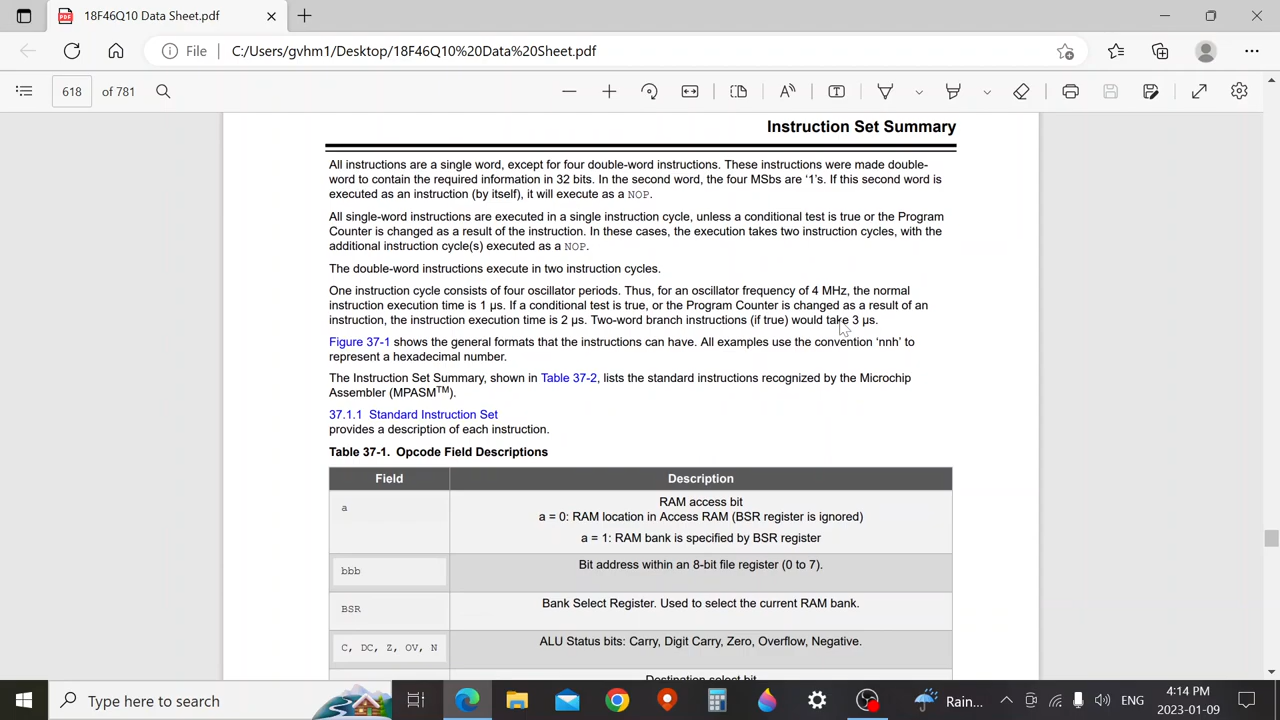 18F46Q10 Data Sheet.pdf
File
C:/Users/gvhm1/Desktop/18F46Q10%20Data%20Sheet.pdf
618 of 781
Instruction Set Summary
All instructions are a single word, except for four double-word instructions. These instructions were made double-
word to contain the required information in 32 bits. In the second word, the four MSbs are ‘1’s. If this second word is
executed as an instruction (by itself), it will execute as a NOP.
All single-word instructions are executed in a single instruction cycle, unless a conditional test is true or the Program
Counter is changed as a result of the instruction. In these cases, the execution takes two instruction cycles, with the
additional instruction cycle(s) executed as a NOP.
The double-word instructions execute in two instruction cycles.
One instruction cycle consists of four oscillator periods. Thus, for an oscillator frequency of 4 MHz, the normal
instruction execution time is 1 μs. If a conditional test is true, or the Program Counter is changed as a result of an
instruction, the instruction execution time is 2 μs. Two-word branch instructions (if true) would take 3 μs.
Figure 37-1 shows the general formats that the instructions can have. All examples use the convention ‘nnh’ to
represent a hexadecimal number.
The Instruction Set Summary, shown in Table 37-2, lists the standard instructions recognized by the Microchip
Assembler (MPASM™).
37.1.1 Standard Instruction Set
provides a description of each instruction.
Table 37-1. Opcode Field Descriptions
Field Description
a
RAM access bit
a = 0: RAM location in Access RAM (BSR register is ignored)
a = 1: RAM bank is specified by BSR register
bbb Bit address within an 8-bit file register (0 to 7).
BSR Bank Select Register. Used to select the current RAM bank.
C, DC, Z, OV, N ALU Status bits: Carry, Digit Carry, Zero, Overflow, Negative.
Destination select bit
Type here to search
Rain...
ENG
4:14 PM
2023-01-09